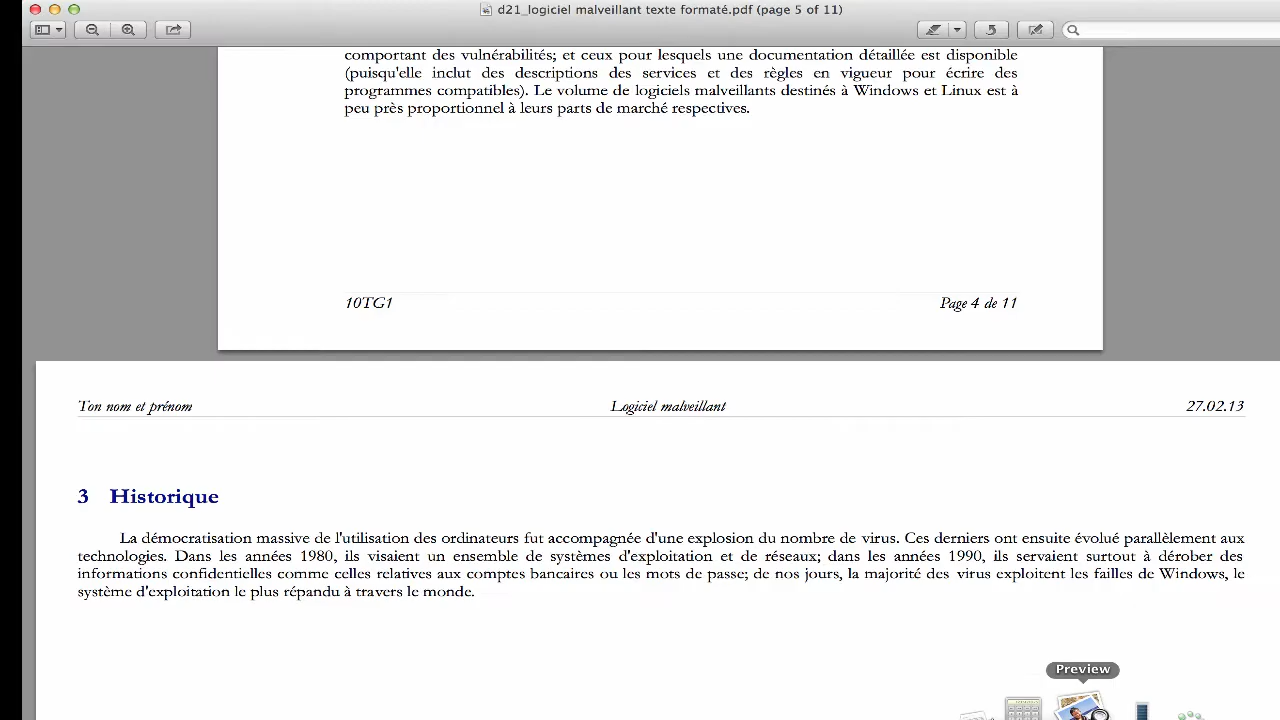 d21_logiciel malveillant texte formaté.pdf (page 5 of 11)
comportant des vulnérabilités; et ceux pour lesquels une documentation détaillée est disponible
(puisqu'elle inclut des descriptions des services et des règles en vigueur pour écrire des
programmes compatibles). Le volume de logiciels malveillants destinés à Windows et Linux est à
peu près proportionnel à leurs parts de marché respectives.
10TG1 Page 4 de 11
Ton nom et prénom Logiciel malveillant 27.02.13
3 Historique
La démocratisation massive de l'utilisation des ordinateurs fut accompagnée d'une explosion du nombre de virus. Ces derniers ont ensuite évolué parallèlement aux
technologies. Dans les années 1980, ils visaient un ensemble de systèmes d'exploitation et de réseaux; dans les années 1990, ils servaient surtout à dérober des
informations confidentielles comme celles relatives aux comptes bancaires ou les mots de passe; de nos jours, la majorité des virus exploitent les failles de Windows, le
système d'exploitation le plus répandu à travers le monde.
Preview